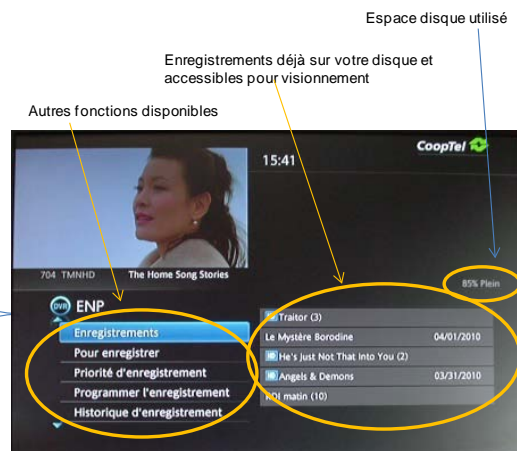 Espace disque utilisé
Enregistrements déjà sur votre disque et
accessibles pour visionnement
Autres fonctions disponibles
CoopTel
15:41
704 TMNHD The Home Song Stories
85% Plein
DVR ENP
Enregistrements
Pour enregistrer
Priorité d'enregistrement
Programmer l'enregistrement
Historique d'enregistrement
Traitor (3)
Le Mystère Borodine 04/01/2010
He's Just Not That Into You (2)
Angels & Demons 03/31/2010
RDI matin (10)